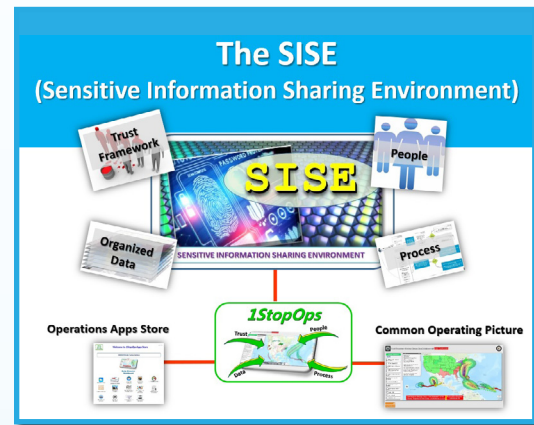 The SISE
(Sensitive Information Sharing Environment)
Trust
Framework
People
PASSWORD
SISE
Organized
Data
SENSITIVE INFORMATION SHARING ENVIRONMENT
Process
1StopOps
Trust
People
Data
Process
Operations Apps Store
Common Operating Picture